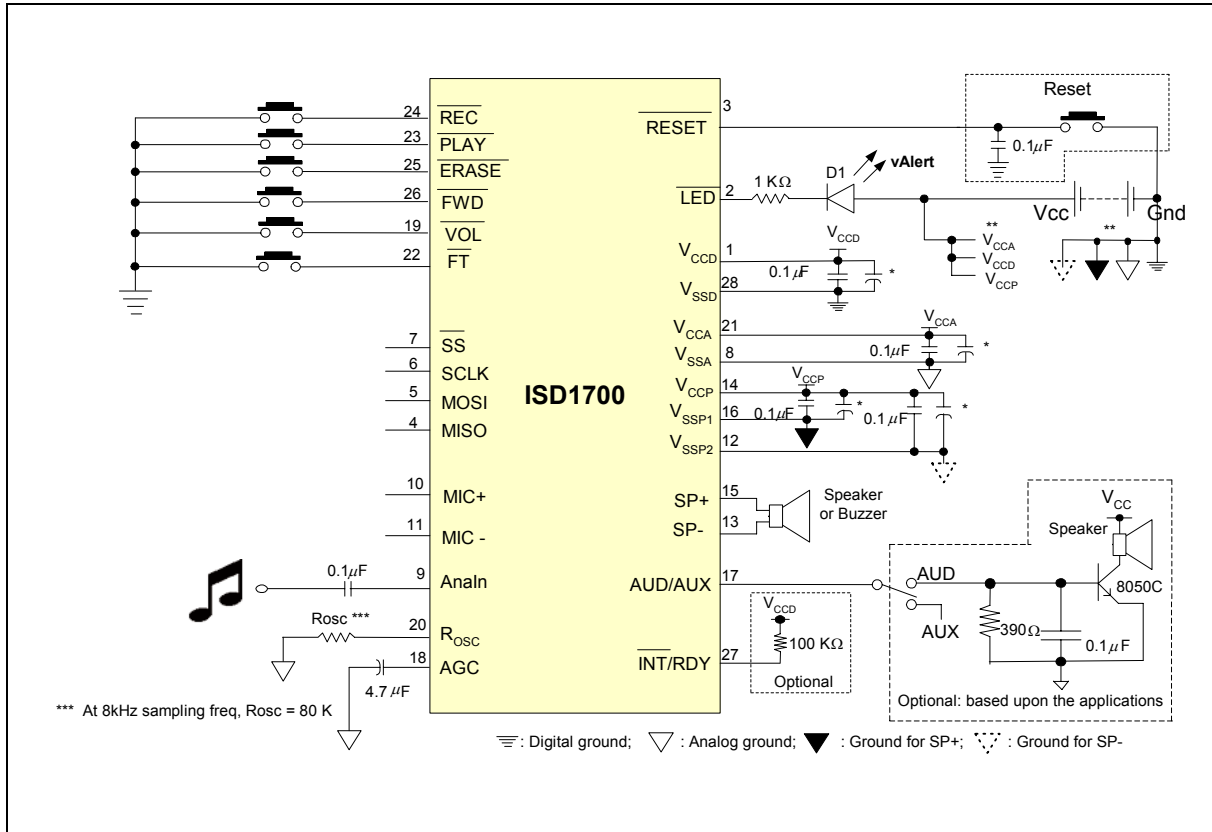 24 REC
23 PLAY
25 ERASE
26 FWD
19 VOL
22 FT
7 SS
6 SCLK
5 MOSI
4 MISO
10 MIC+
11 MIC -
0.1µF 9 AnaIn
Rosc *** 20 ROSC
18 AGC
4.7 µF
*** At 8kHz sampling freq, Rosc = 80 K
ISD1700
RESET 3
Reset
0.1µF
LED 2
1 KΩ
D1
vAlert
Vcc
Gnd
**
VCCA
VCCD
VCCP
**
VCCD 1
VCCD
0.1µF *
VSSD 28
VCCA 21
VCCA
0.1µF *
VSSA 8
VCCP 14
VCCP
0.1µF * 0.1µF *
VSSP1 16
VSSP2 12
SP+ 15
SP- 13
Speaker
or Buzzer
AUD/AUX 17
AUD
AUX
VCC
Speaker
8050C
390Ω
0.1µF
Optional: based upon the applications
INT/RDY 27
VCCD
100 KΩ
Optional
: Digital ground; : Analog ground; : Ground for SP+; : Ground for SP-